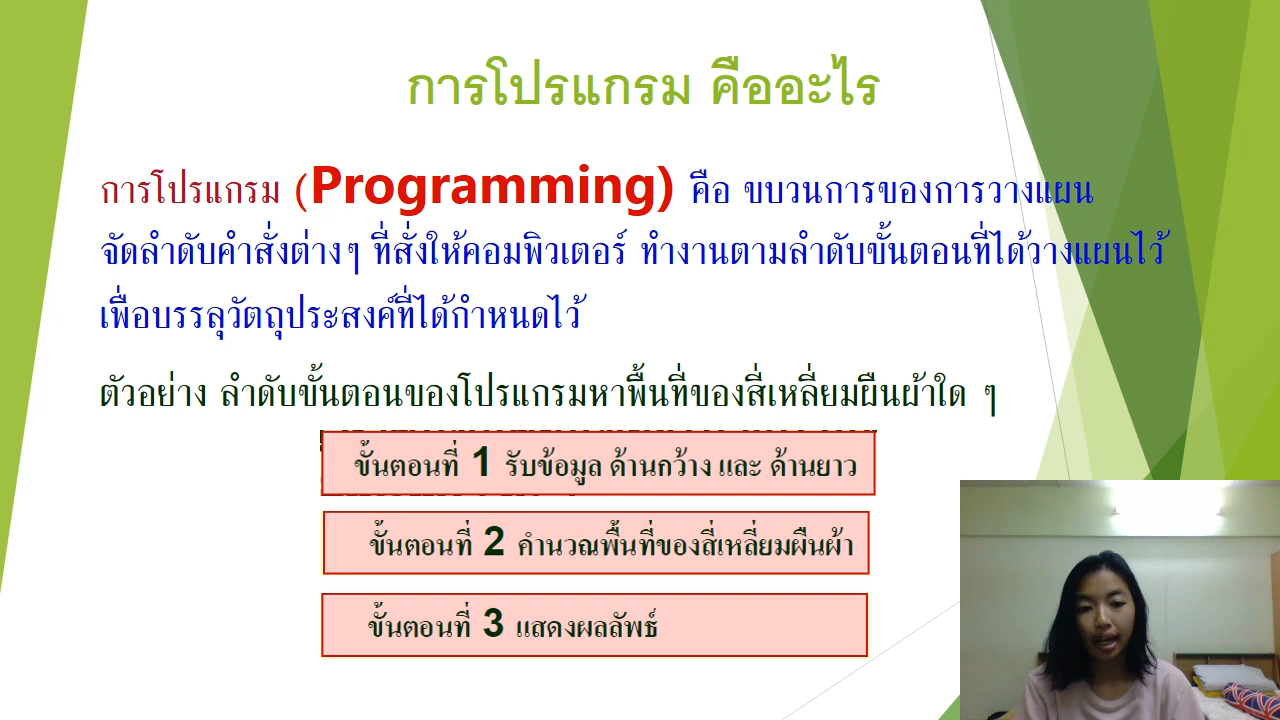 การโปรแกรม คืออะไร
การโปรแกรม (Programming) คือ ขบวนการของการวางแผน
จัดลำดับคำสั่งต่างๆ ที่สั่งให้คอมพิวเตอร์ ทำงานตามลำดับขั้นตอนที่ได้วางแผนไว้
เพื่อบรรลุวัตถุประสงค์ที่ได้กำหนดไว้
ตัวอย่าง ลำดับขั้นตอนของโปรแกรมหาพื้นที่ของสี่เหลี่ยมผืนผ้าใด ๆ
ขั้นตอนที่ 1 รับข้อมูล ด้านกว้าง และ ด้านยาว
ขั้นตอนที่ 2 คำนวณพื้นที่ของสี่เหลี่ยมผืนผ้า
ขั้นตอนที่ 3 แสดงผลลัพธ์